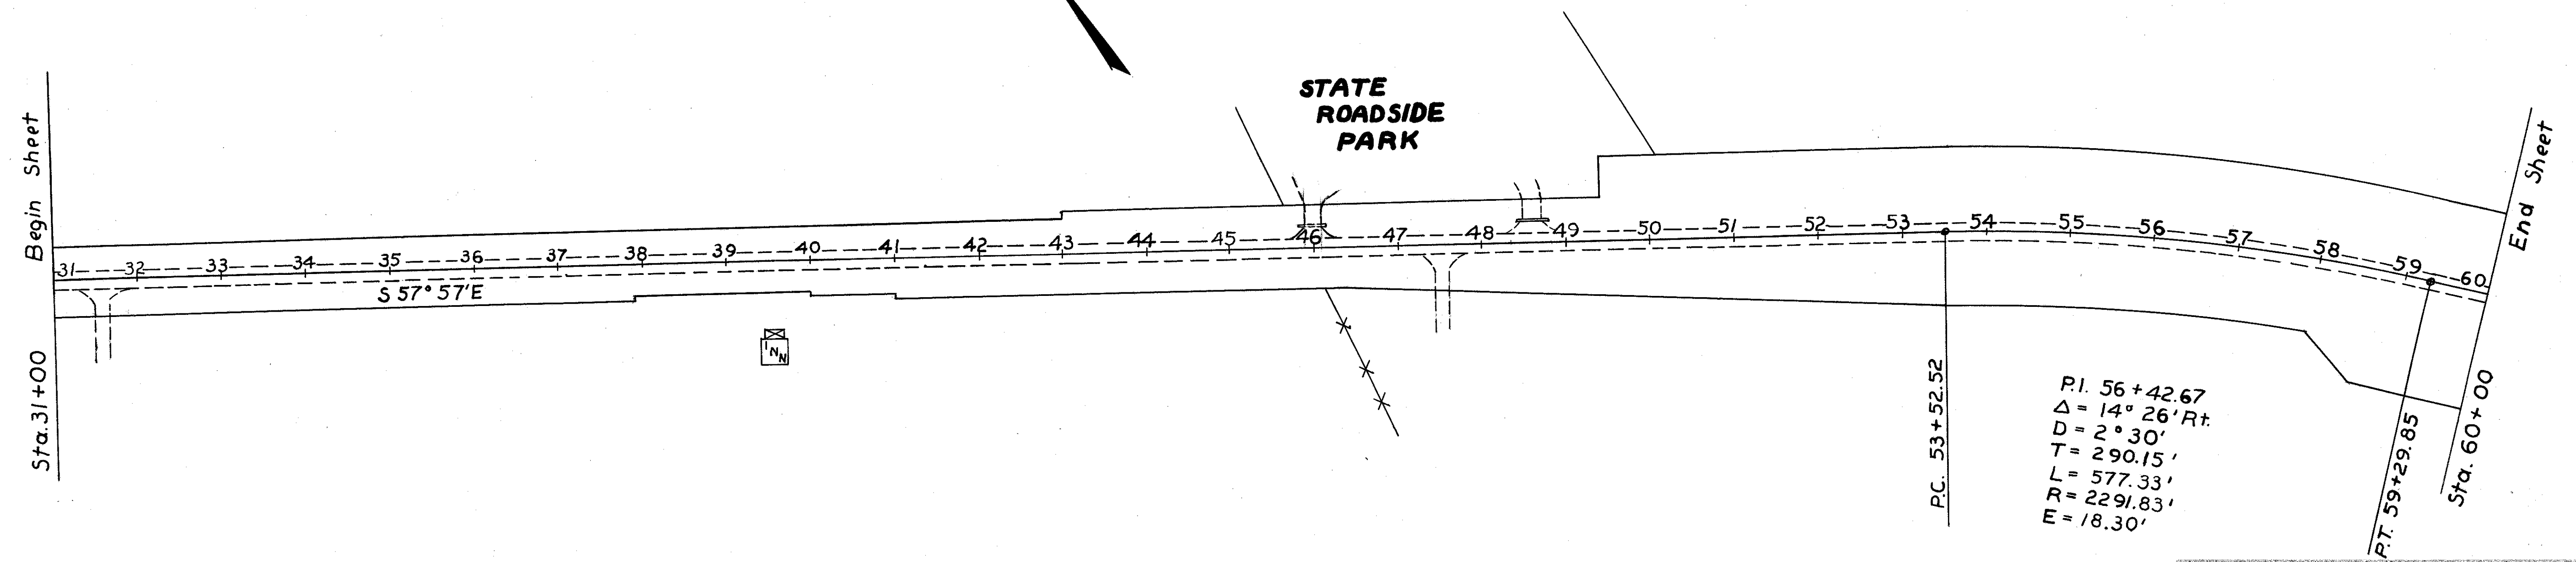 Begin Sheet
Sta. 31+00
STATE
ROADSIDE
PARK
31 32 33 34 35 36 37 38 39 40 41 42 43 44 45 46 47 48 49 50 51 52 53 54 55 56 57 58 59 60
S 57° 57' E
I N N
P.C. 53+52.52
P.I. 56+42.67
Δ = 14° 26' Rt.
D = 2° 30'
T = 290.15'
L = 577.33'
R = 2291.83'
E = 18.30'
P.T. 59+29.85
End Sheet
Sta. 60+00